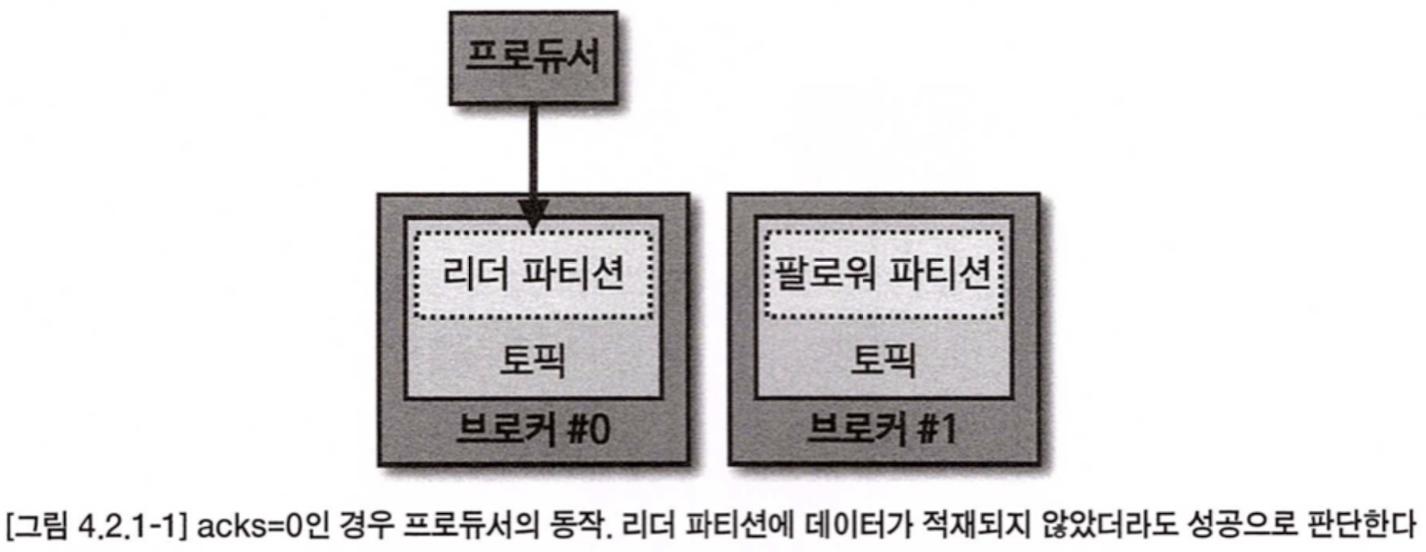 프로듀서
리더 파티션
팔로워 파티션
토픽
토픽
브로커 #0
브로커 #1
[그림 4.2.1-1] acks=0인 경우 프로듀서의 동작. 리더 파티션에 데이터가 적재되지 않았더라도 성공으로 판단한다